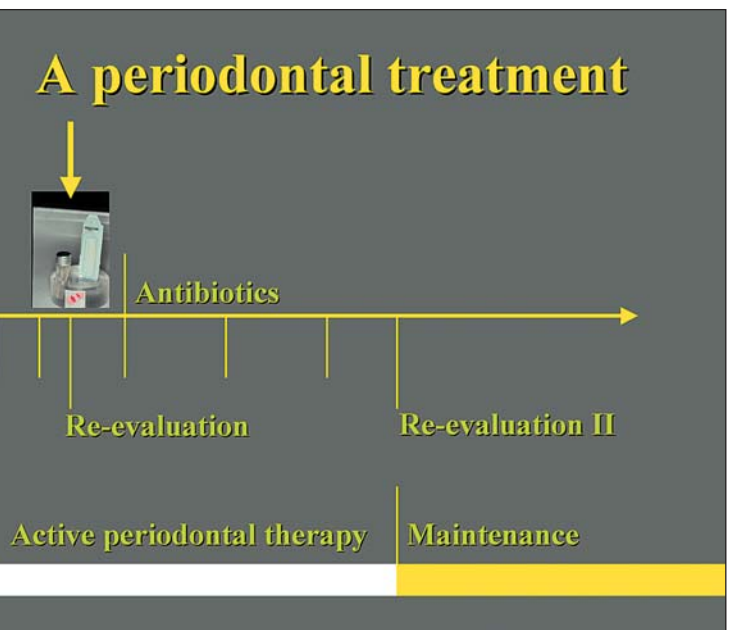 A periodontal treatment
Antibiotics
Re-evaluation
Re-evaluation II
Active periodontal therapy
Maintenance